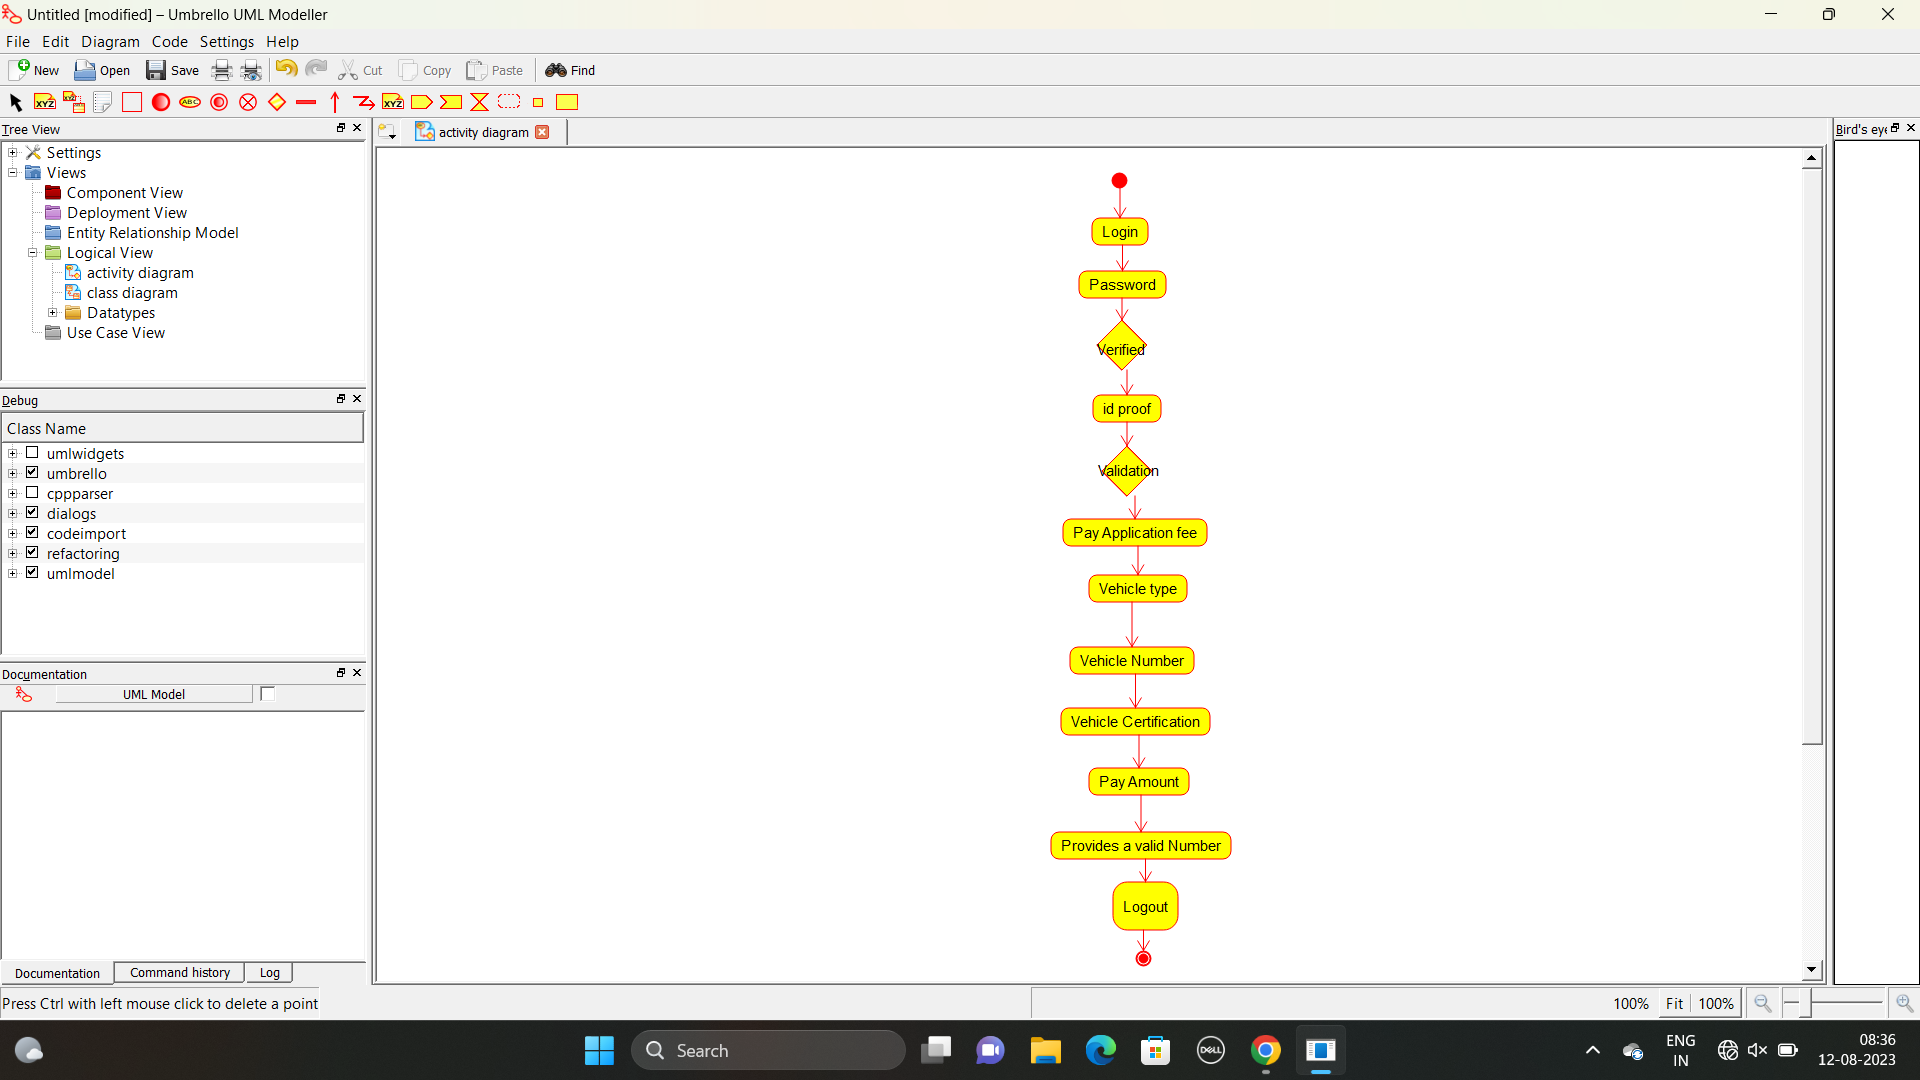 Untitled [modified] – Umbrello UML Modeller
File Edit Diagram Code Settings Help
New Open Save Cut Copy Paste Find
XYZ XYZ ABC XYZ
Tree View
activity diagram
Bird's eye
Settings
Views
Component View
Deployment View
Entity Relationship Model
Logical View
activity diagram
class diagram
Datatypes
Use Case View
Debug
Class Name
umlwidgets
umbrello
cppparser
dialogs
codeimport
refactoring
umlmodel
Documentation
UML Model
Documentation Command history Log
Press Ctrl with left mouse click to delete a point
Login
Password
Verified
id proof
Validation
Pay Application fee
Vehicle type
Vehicle Number
Vehicle Certification
Pay Amount
Provides a valid Number
Logout
100% Fit 100%
Search
DELL
ENG
IN
08:36
12-08-2023